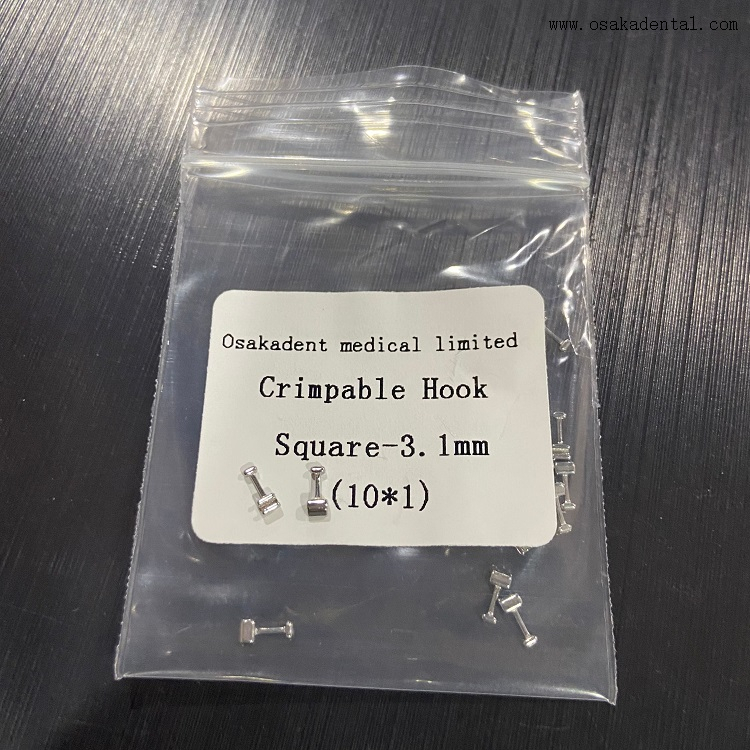 www.osakadental.com
Osakadent medical limited
Crimpable Hook
Square-3.1mm
(10*1)